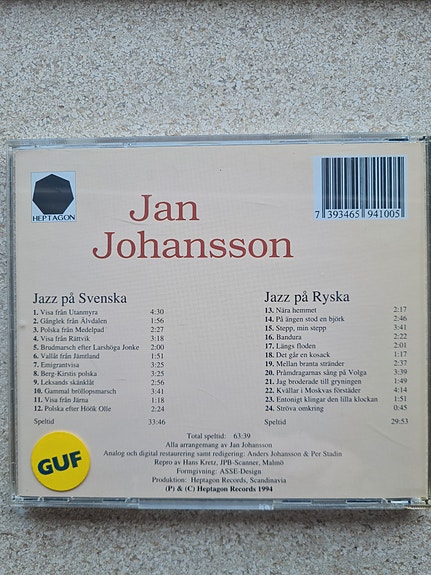 HEPTAGON
Jan
Johansson
7 393465 941005
Jazz på Svenska
1. Visa från Utanmyra 4:30
2. Gånglek från Älvdalen 1:56
3. Polska från Medelpad 2:27
4. Visa från Rättvik 3:18
5. Brudmarsch efter Larshöga Jonke 2:00
6. Vallåt från Jämtland 1:51
7. Emigrantvisa 3:25
8. Berg-Kirstis polska 3:25
9. Leksands skänklåt 2:56
10. Gammal bröllopsmarsch 2:31
11. Visa från Järna 1:18
12. Polska efter Höök Olle 2:24
Speltid 33:46
Jazz på Ryska
13. Nära hemmet 2:17
14. På ängen stod en björk 2:46
15. Stepp, min stepp 3:41
16. Bandura 2:22
17. Längs floden 2:01
18. Det går en kosack 1:17
19. Mellan branta stränder 2:37
20. Pråmdragarnas sång på Volga 3:39
21. Jag broderade till gryningen 1:49
22. Kvällar i Moskvas förstäder 4:14
23. Entonigt klingar den lilla klockan 1:51
24. Ströva omkring 0:45
Speltid 29:53
Total speltid: 63:39
Alla arrangemang av Jan Johansson
Analog och digital restaurering samt redigering: Anders Johansson & Per Stadin
Repro av Hans Kretz, JPB-Scanner, Malmö
Formgivning: ASSE-Design
Produktion: Heptagon Records, Scandinavia
(P) & (C) Heptagon Records 1994
GUF